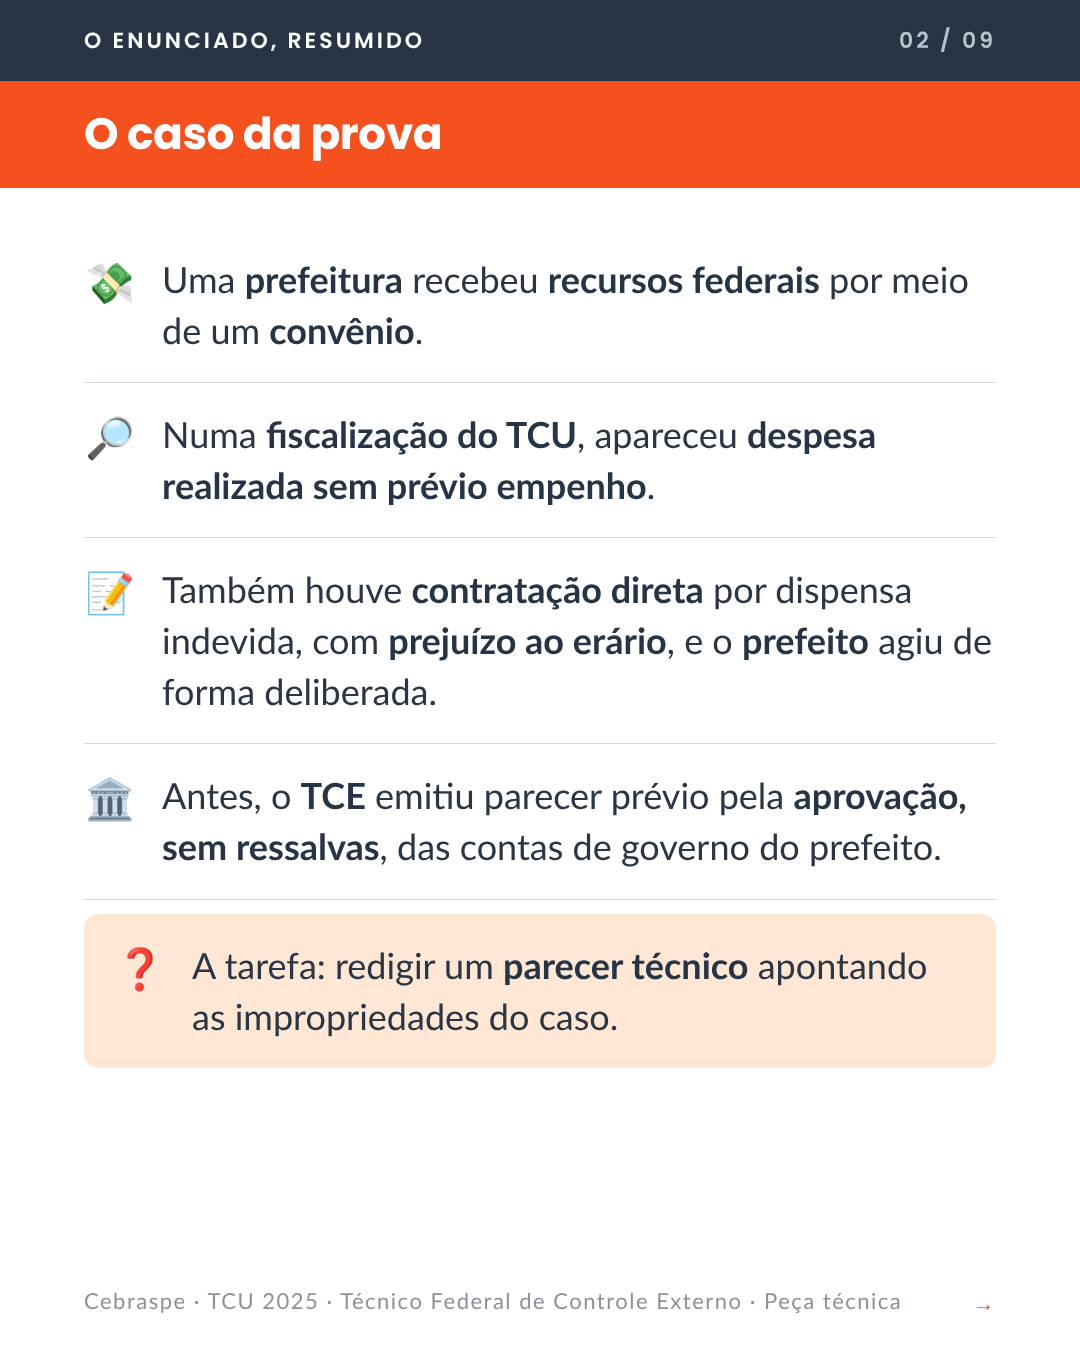 O ENUNCIADO, RESUMIDO
02 / 09
O caso da prova
Uma prefeitura recebeu recursos federais por meio
de um convênio.
Numa fiscalização do TCU, apareceu despesa
realizada sem prévio empenho.
Também houve contratação direta por dispensa
indevida, com prejuízo ao erário, e o prefeito agiu de
forma deliberada.
Antes, o TCE emitiu parecer prévio pela aprovação,
sem ressalvas, das contas de governo do prefeito.
A tarefa: redigir um parecer técnico apontando
as impropriedades do caso.
Cebraspe · TCU 2025 · Técnico Federal de Controle Externo · Peça técnica →